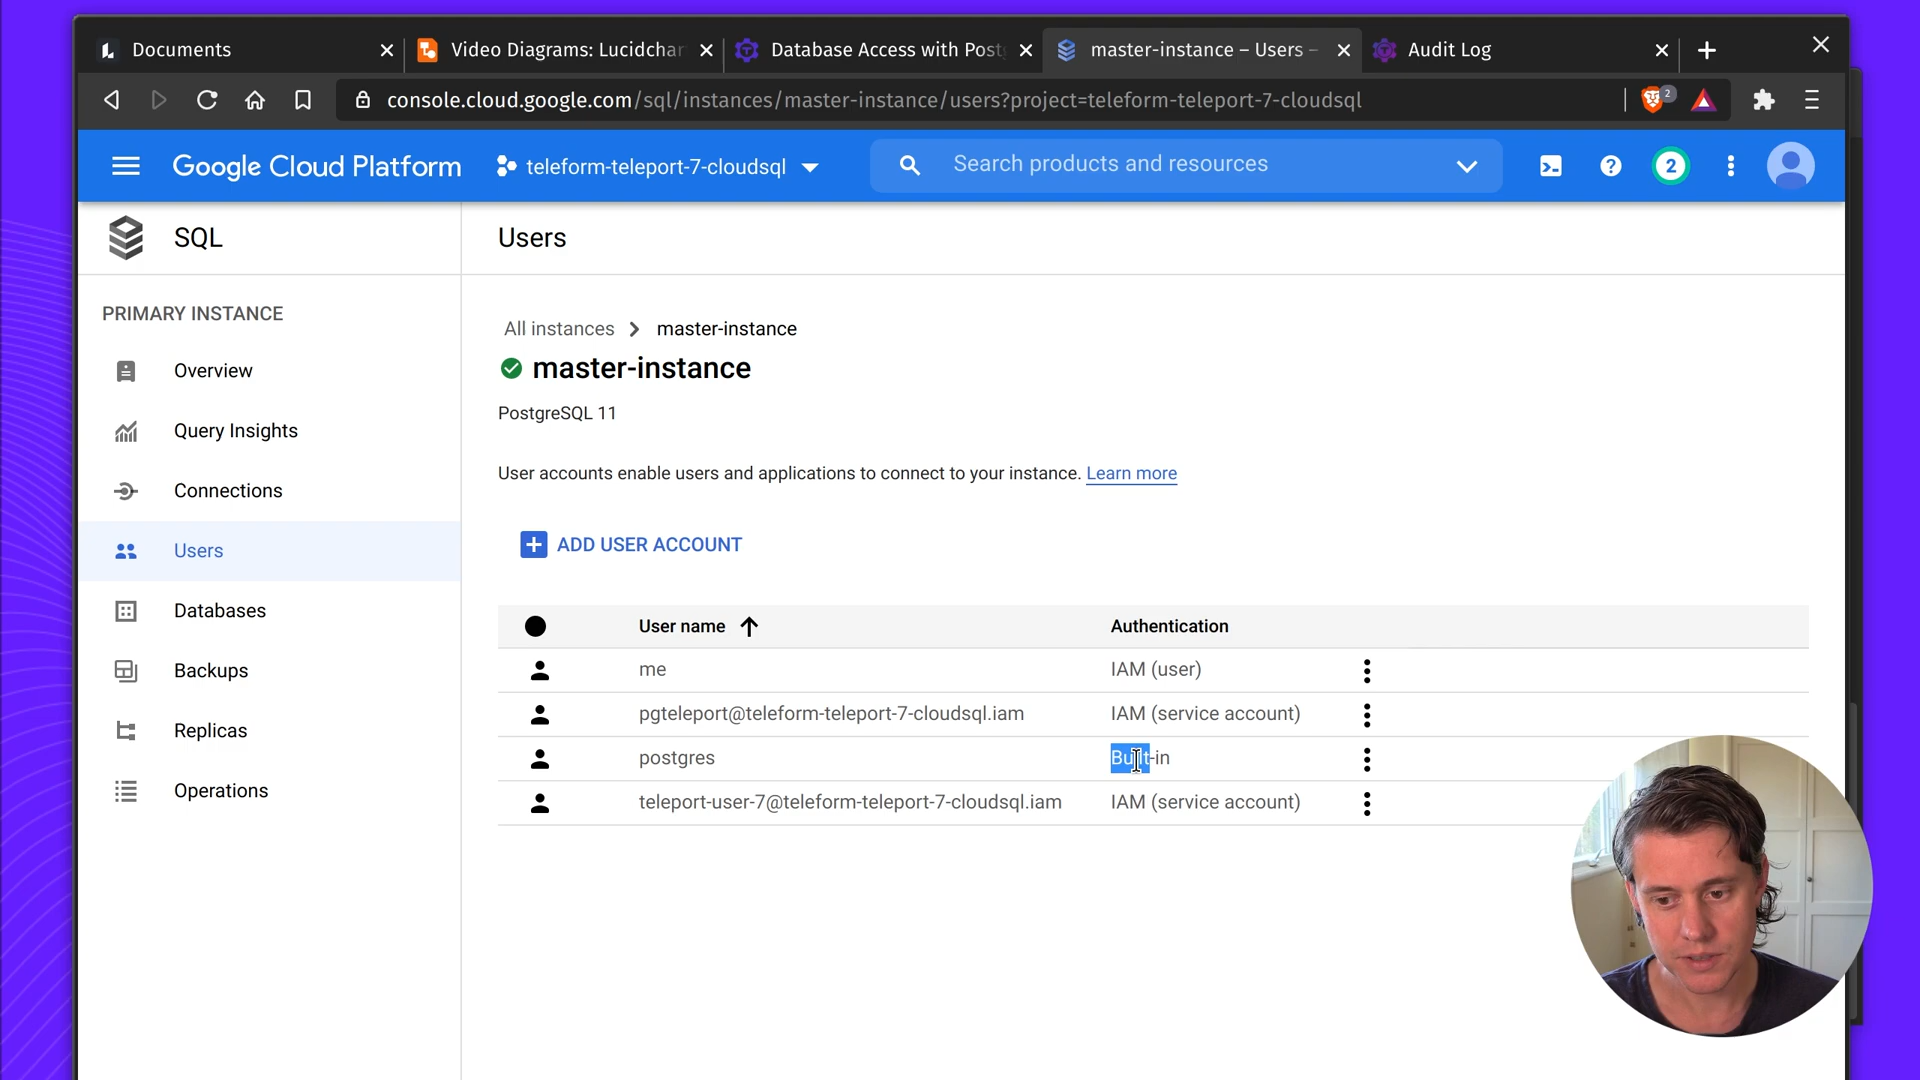 Documents
Video Diagrams: Lucidchar
Database Access with Postg
master-instance – Users –
Audit Log
console.cloud.google.com/sql/instances/master-instance/users?project=teleform-teleport-7-cloudsql
2
Google Cloud Platform
teleform-teleport-7-cloudsql
Search products and resources
2
SQL
Users
PRIMARY INSTANCE
Overview
Query Insights
Connections
Users
Databases
Backups
Replicas
Operations
All instances
master-instance
master-instance
PostgreSQL 11
User accounts enable users and applications to connect to your instance. Learn more
ADD USER ACCOUNT
User name Authentication
me IAM (user)
pgteleport@teleform-teleport-7-cloudsql.iam IAM (service account)
postgres Built-in
teleport-user-7@teleform-teleport-7-cloudsql.iam IAM (service account)